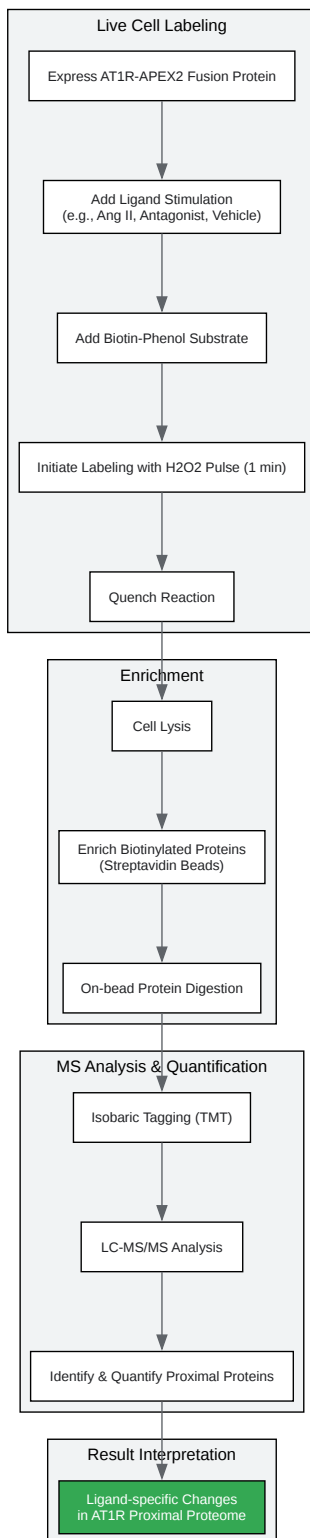 Live Cell Labeling
Express AT1R-APEX2 Fusion Protein
Add Ligand Stimulation
(e.g., Ang II, Antagonist, Vehicle)
Add Biotin-Phenol Substrate
Initiate Labeling with H2O2 Pulse (1 min)
Quench Reaction
Enrichment
Cell Lysis
Enrich Biotinylated Proteins
(Streptavidin Beads)
On-bead Protein Digestion
MS Analysis & Quantification
Isobaric Tagging (TMT)
LC-MS/MS Analysis
Identify & Quantify Proximal Proteins
Result Interpretation
Ligand-specific Changes
in AT1R Proximal Proteome